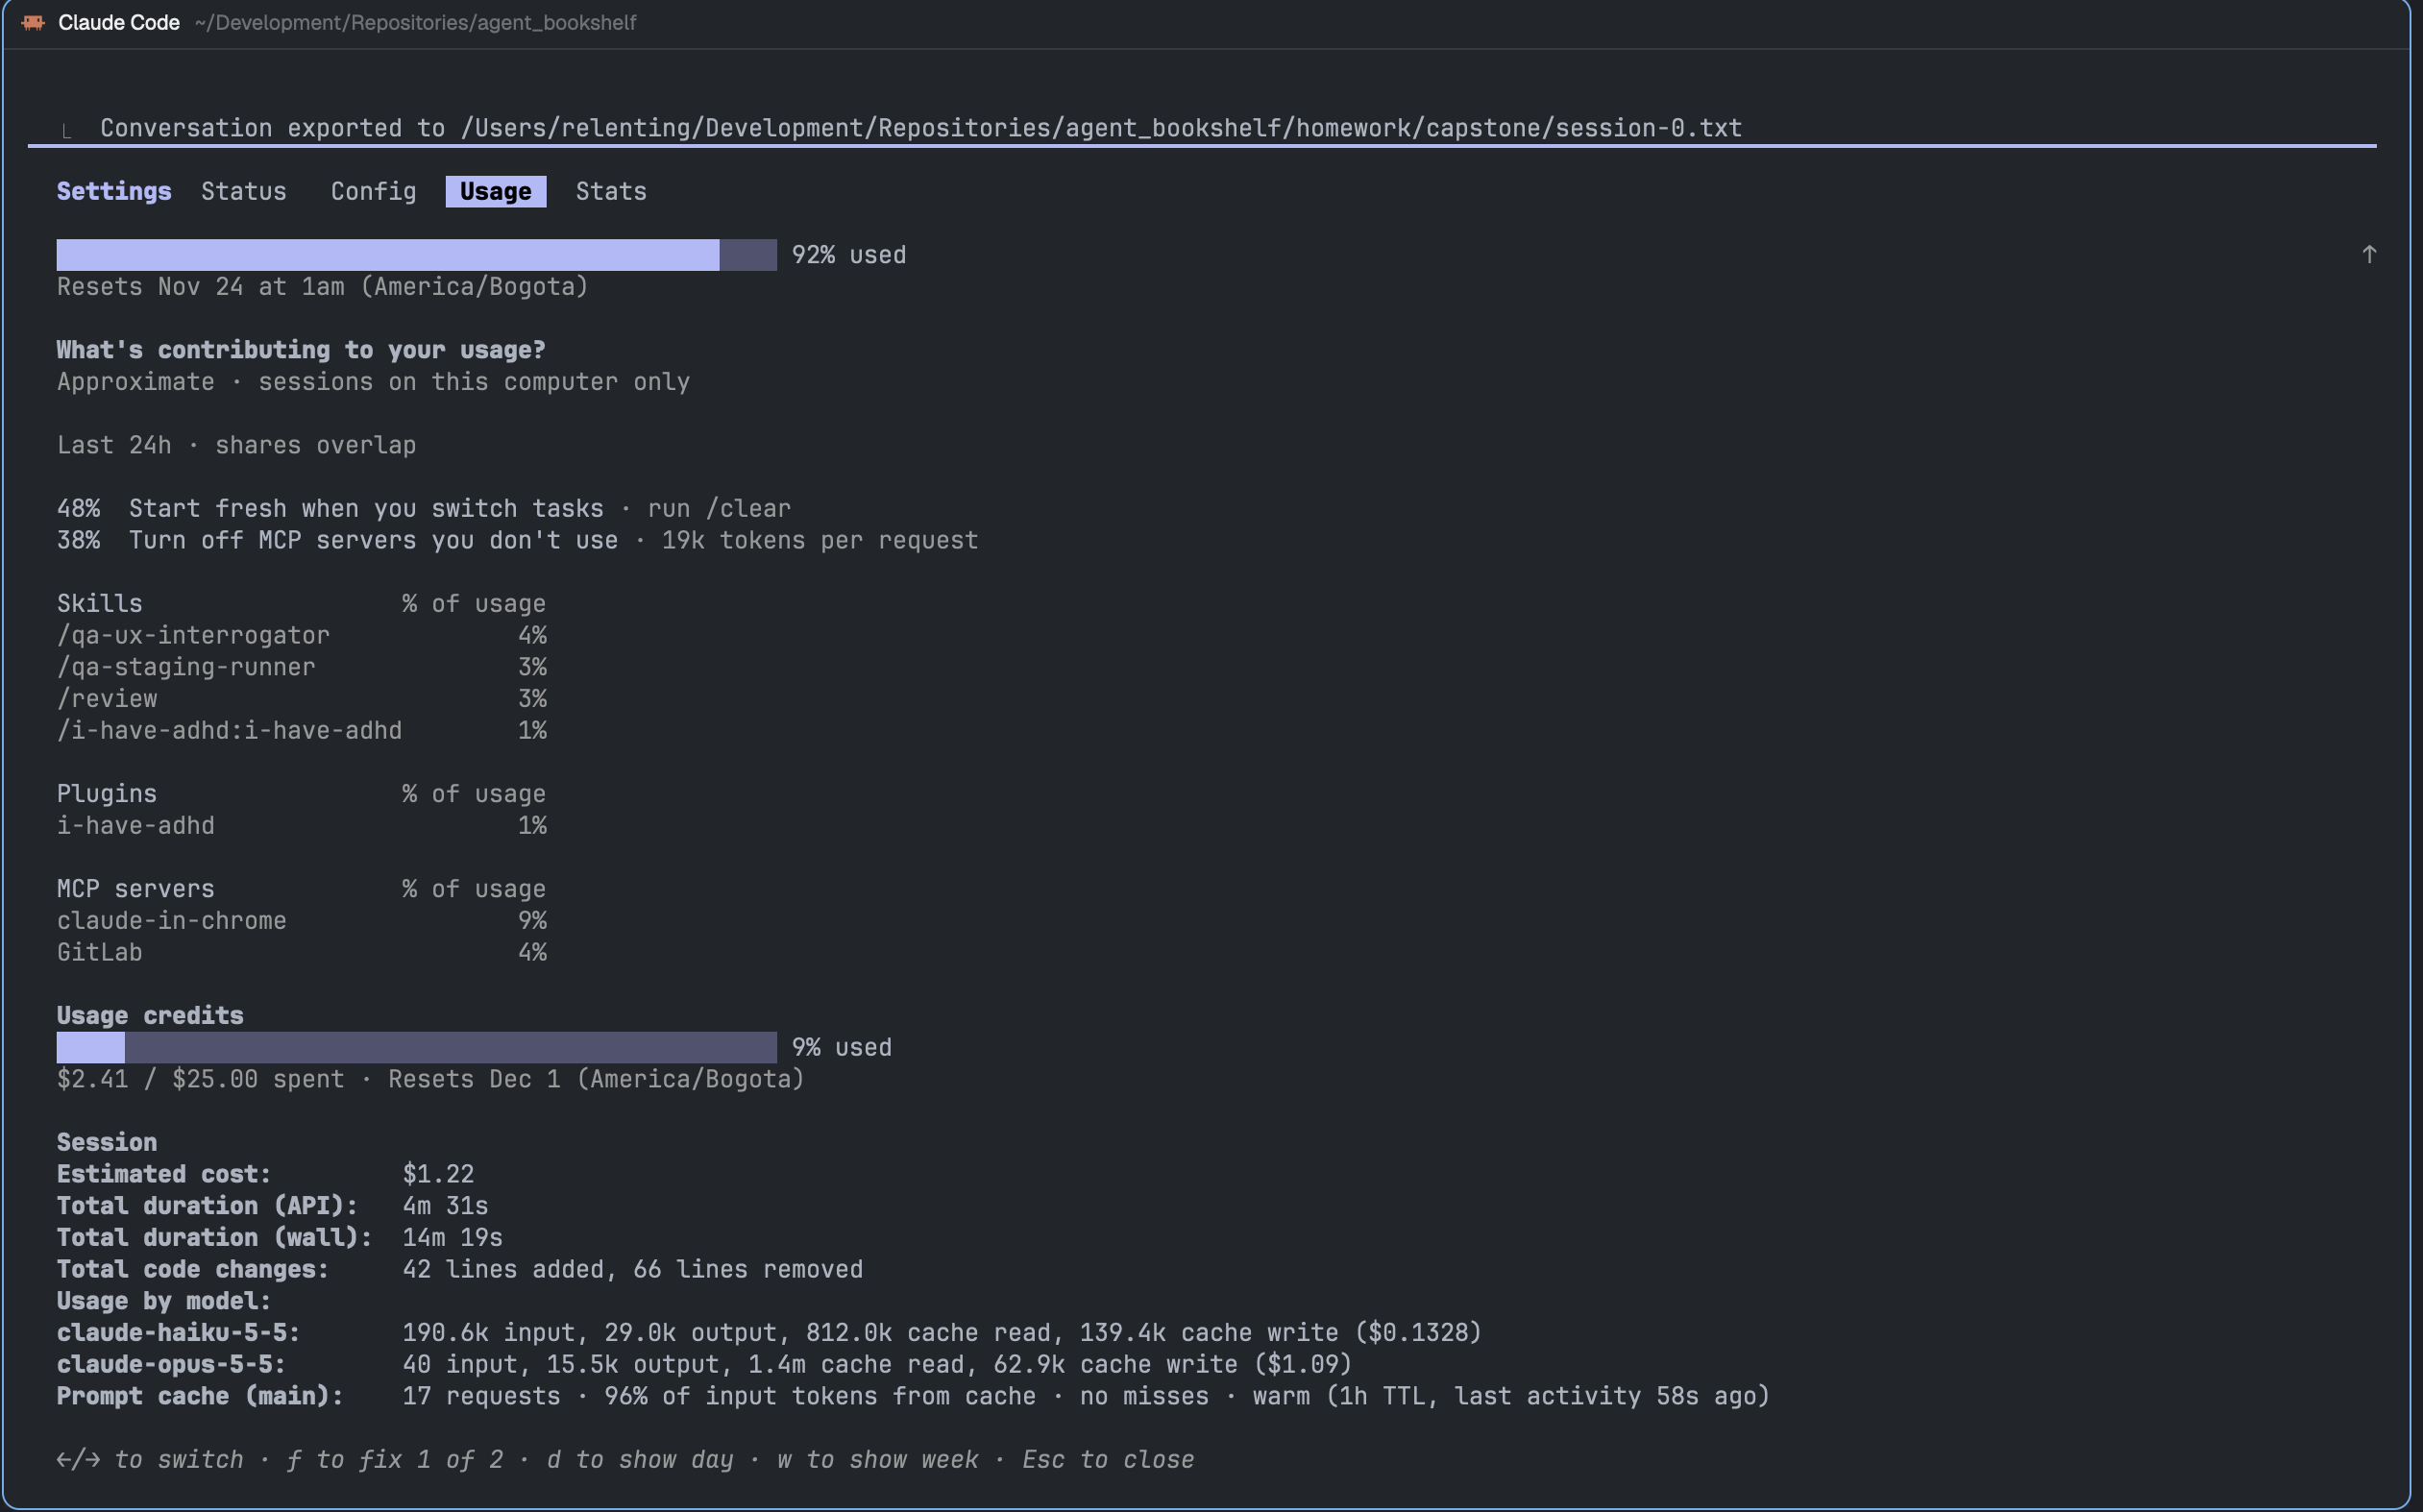 Claude Code ~/Development/Repositories/agent_bookshelf
└ Conversation exported to /Users/relenting/Development/Repositories/agent_bookshelf/homework/capstone/session-0.txt
Settings Status Config Usage Stats
92% used ↑
Resets Nov 24 at 1am (America/Bogota)
What's contributing to your usage?
Approximate · sessions on this computer only
Last 24h · shares overlap
48% Start fresh when you switch tasks · run /clear
38% Turn off MCP servers you don't use · 19k tokens per request
Skills % of usage
/qa-ux-interrogator 4%
/qa-staging-runner 3%
/review 3%
/i-have-adhd:i-have-adhd 1%
Plugins % of usage
i-have-adhd 1%
MCP servers % of usage
claude-in-chrome 9%
GitLab 4%
Usage credits
9% used
$2.41 / $25.00 spent · Resets Dec 1 (America/Bogota)
Session
Estimated cost: $1.22
Total duration (API): 4m 31s
Total duration (wall): 14m 19s
Total code changes: 42 lines added, 66 lines removed
Usage by model:
claude-haiku-5-5: 190.6k input, 29.0k output, 812.0k cache read, 139.4k cache write ($0.1328)
claude-opus-5-5: 40 input, 15.5k output, 1.4m cache read, 62.9k cache write ($1.09)
Prompt cache (main): 17 requests · 96% of input tokens from cache · no misses · warm (1h TTL, last activity 58s ago)
←/→ to switch · f to fix 1 of 2 · d to show day · w to show week · Esc to close